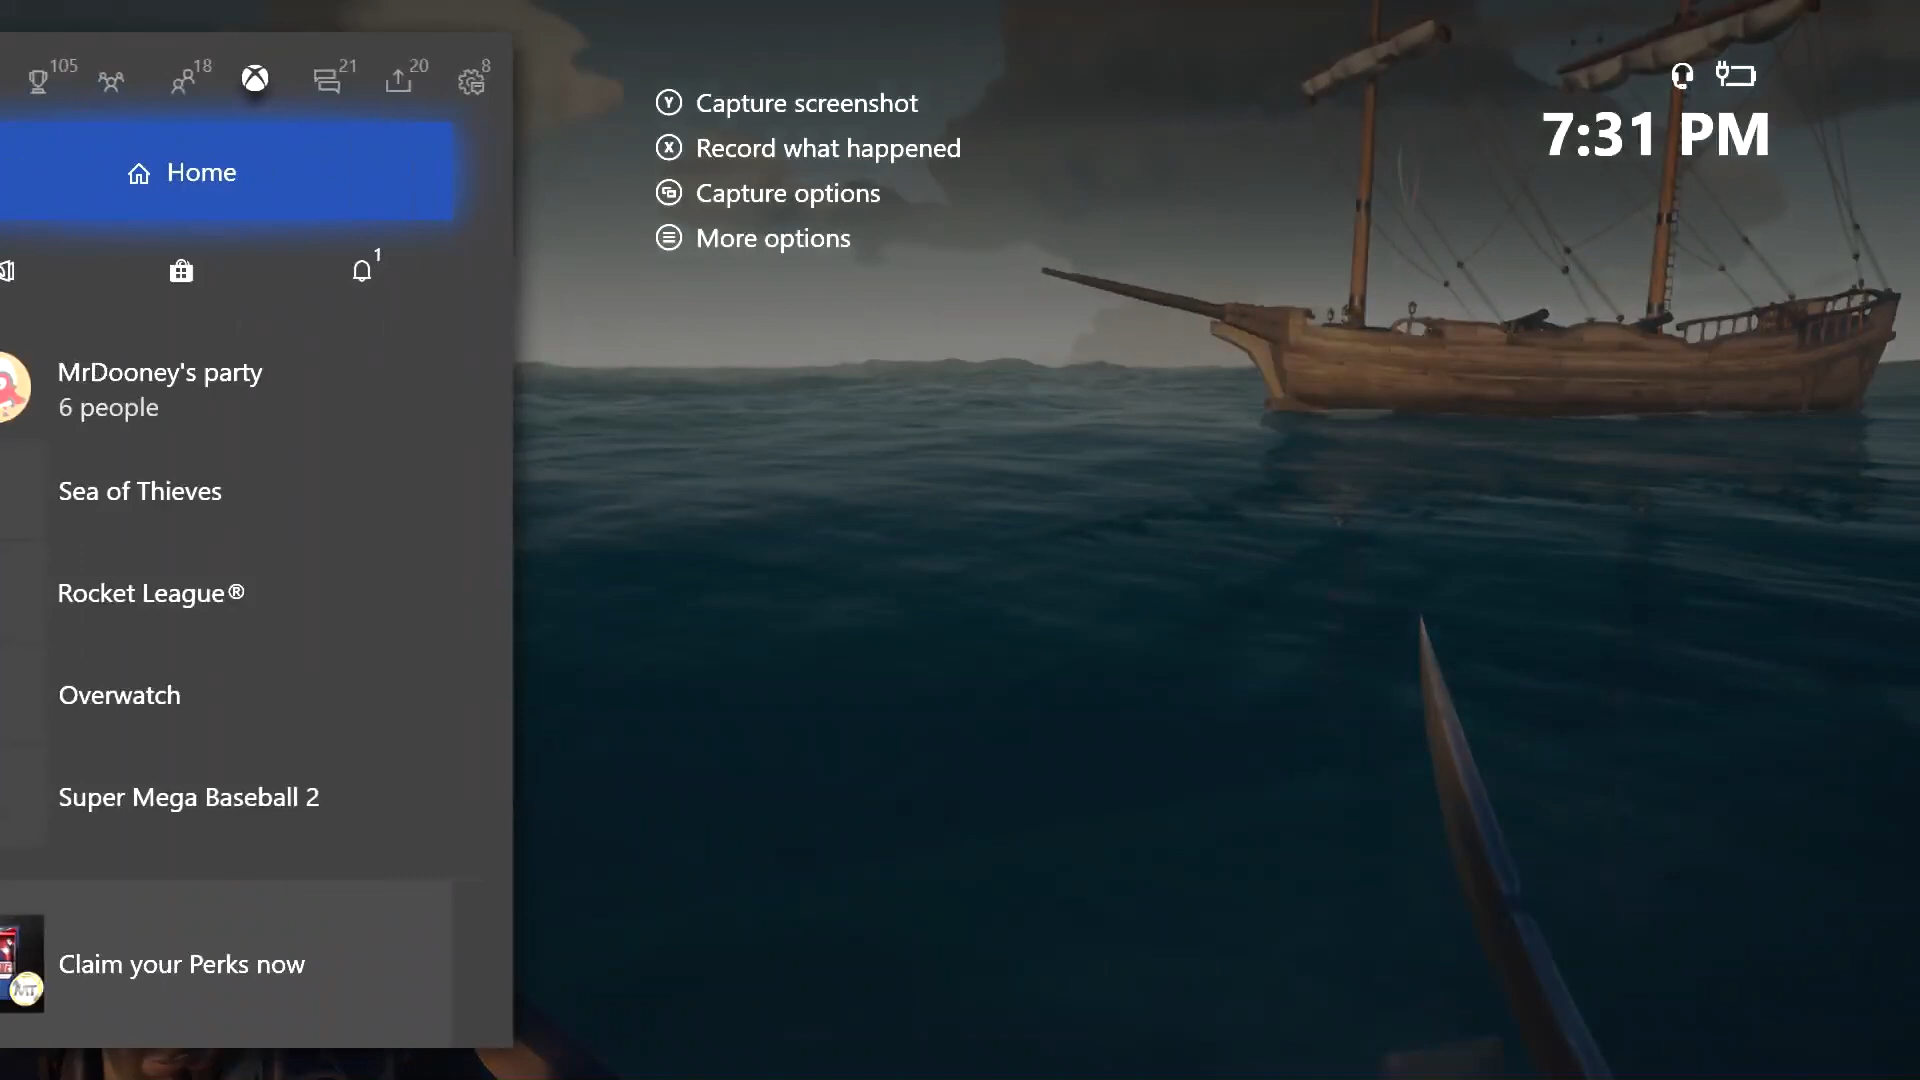 105
18
21
20
8
Home
1
MrDooney's party
6 people
Sea of Thieves
Rocket League®
Overwatch
Super Mega Baseball 2
Claim your Perks now
MT
Y Capture screenshot
X Record what happened
Capture options
More options
7:31 PM